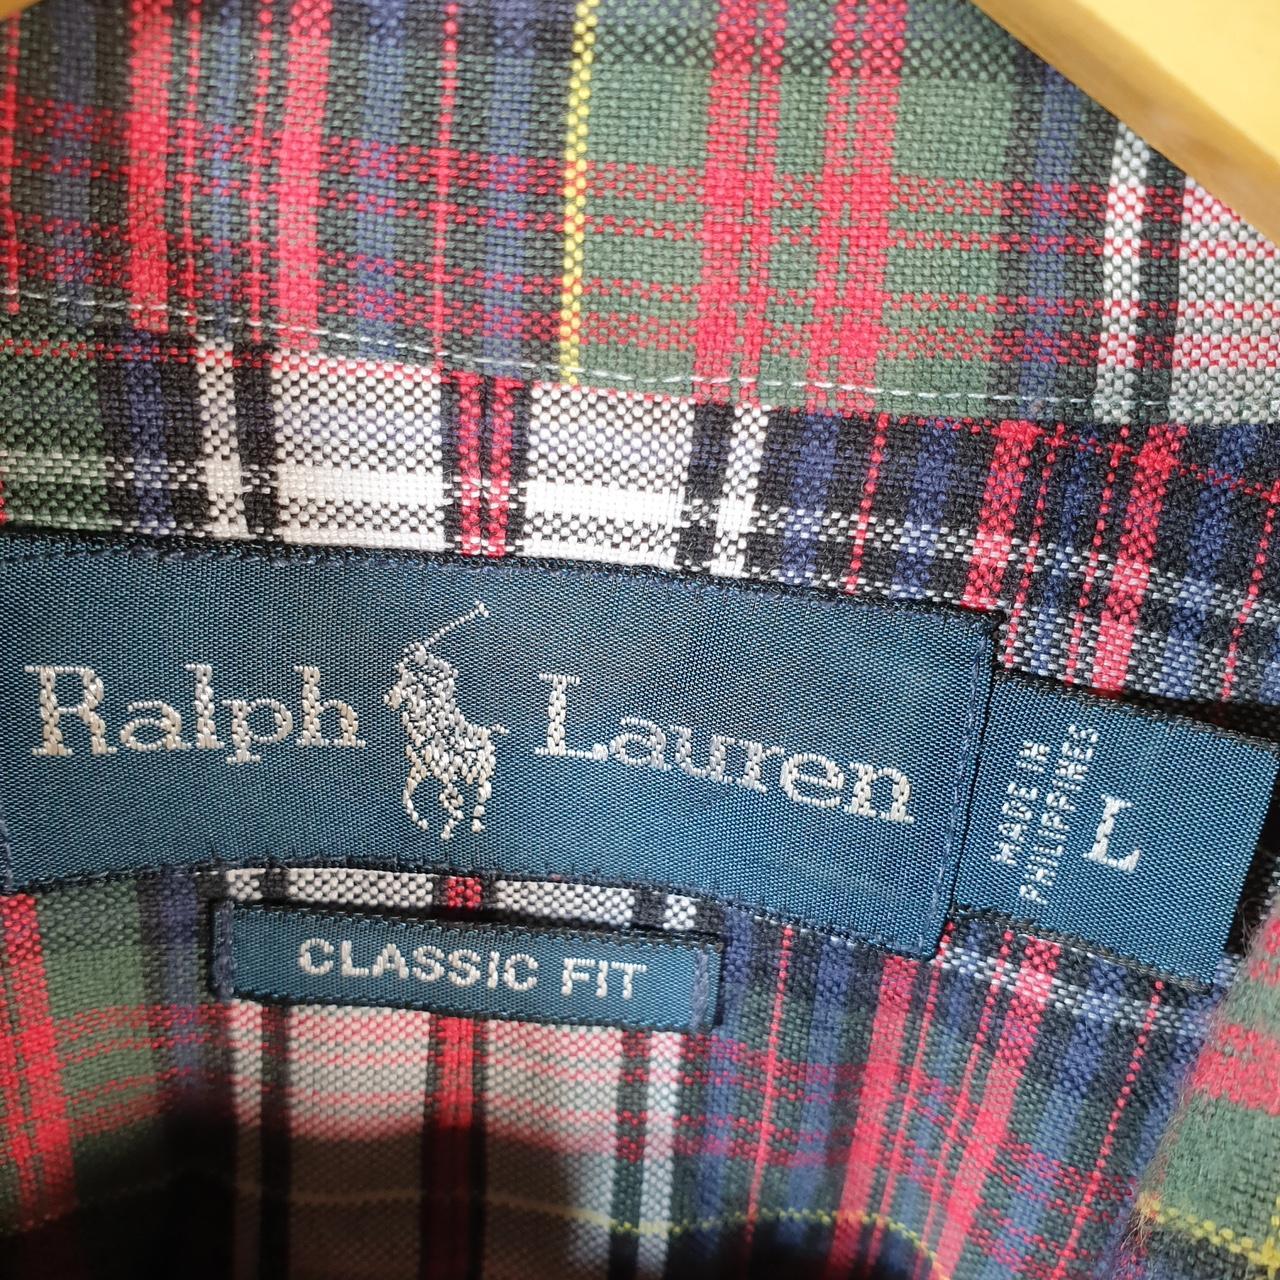 Ralph Lauren
MADE IN
PHILIPPINES
L
CLASSIC FIT